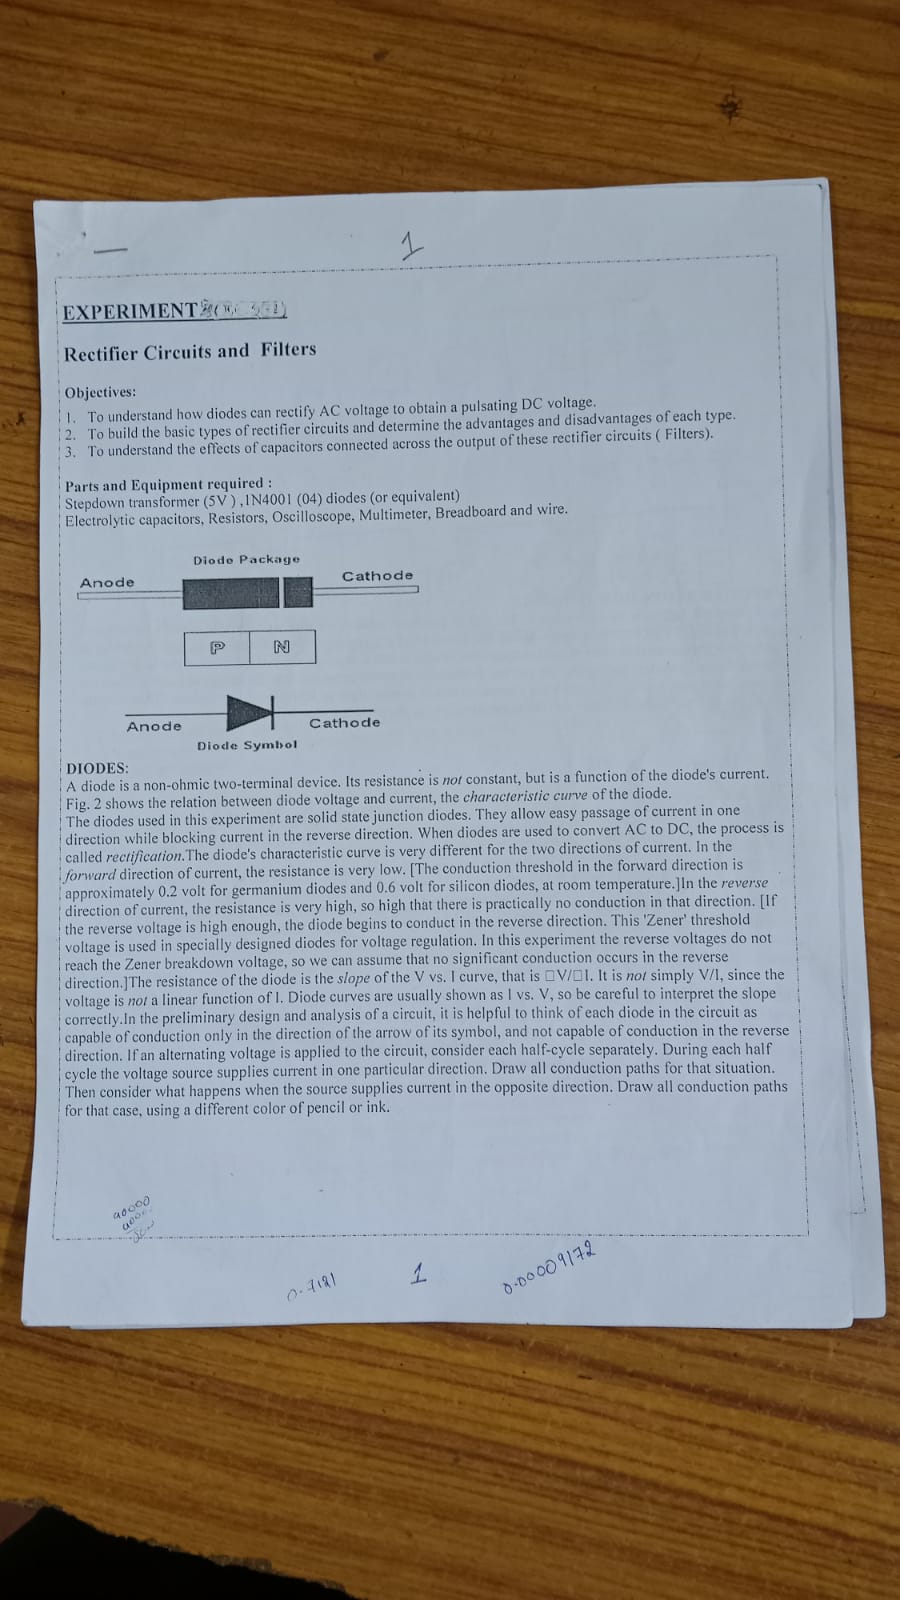 1
EXPERIMENT
Rectifier Circuits and Filters
Objectives:
1. To understand how diodes can rectify AC voltage to obtain a pulsating DC voltage.
2. To build the basic types of rectifier circuits and determine the advantages and disadvantages of each type.
3. To understand the effects of capacitors connected across the output of these rectifier circuits ( Filters).
Parts and Equipment required :
Stepdown transformer (5V ) ,1N4001 (04) diodes (or equivalent)
Electrolytic capacitors, Resistors, Oscilloscope, Multimeter, Breadboard and wire.
Diode Package
Anode
Cathode
P N
Anode
Cathode
Diode Symbol
DIODES:
A diode is a non-ohmic two-terminal device. Its resistance is not constant, but is a function of the diode's current.
Fig. 2 shows the relation between diode voltage and current, the characteristic curve of the diode.
The diodes used in this experiment are solid state junction diodes. They allow easy passage of current in one
direction while blocking current in the reverse direction. When diodes are used to convert AC to DC, the process is
called rectification.The diode's characteristic curve is very different for the two directions of current. In the
forward direction of current, the resistance is very low. [The conduction threshold in the forward direction is
approximately 0.2 volt for germanium diodes and 0.6 volt for silicon diodes, at room temperature.]In the reverse
direction of current, the resistance is very high, so high that there is practically no conduction in that direction. [If
the reverse voltage is high enough, the diode begins to conduct in the reverse direction. This 'Zener' threshold
voltage is used in specially designed diodes for voltage regulation. In this experiment the reverse voltages do not
reach the Zener breakdown voltage, so we can assume that no significant conduction occurs in the reverse
direction.]The resistance of the diode is the slope of the V vs. I curve, that is □V/□I. It is not simply V/I, since the
voltage is not a linear function of I. Diode curves are usually shown as I vs. V, so be careful to interpret the slope
correctly.In the preliminary design and analysis of a circuit, it is helpful to think of each diode in the circuit as
capable of conduction only in the direction of the arrow of its symbol, and not capable of conduction in the reverse
direction. If an alternating voltage is applied to the circuit, consider each half-cycle separately. During each half
cycle the voltage source supplies current in one particular direction. Draw all conduction paths for that situation.
Then consider what happens when the source supplies current in the opposite direction. Draw all conduction paths
for that case, using a different color of pencil or ink.
0.7121
1
0.00009172